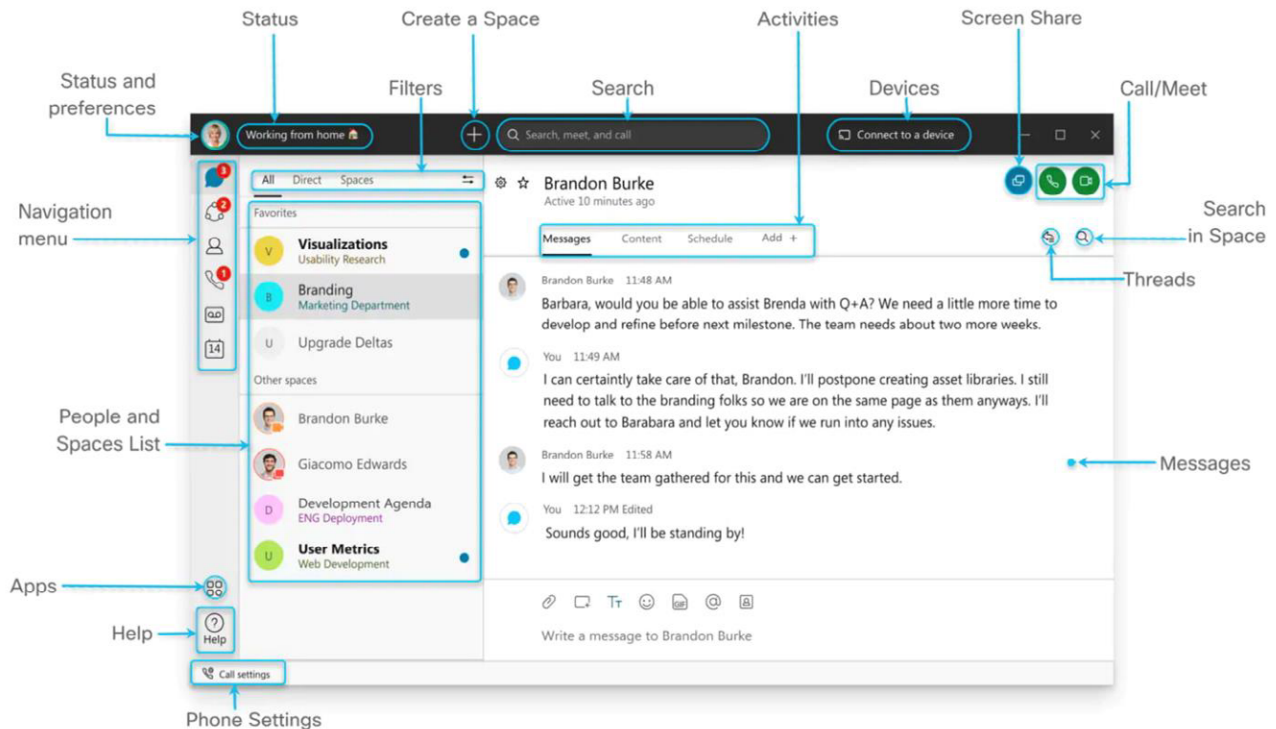 Status
Create a Space
Activities
Screen Share
Status and
preferences
Filters
Search
Devices
Call/Meet
Working from home
Search, meet, and call
Connect to a device
3
2
1
14
All Direct Spaces
Brandon Burke
Active 10 minutes ago
Navigation
menu
Search
in Space
Favorites
Messages Content Schedule Add +
Threads
V
Visualizations
Usability Research
B
Branding
Marketing Department
U
Upgrade Deltas
Other spaces
Brandon Burke
Giacomo Edwards
D
Development Agenda
ENG Deployment
U
User Metrics
Web Development
Brandon Burke 11:48 AM
Barbara, would you be able to assist Brenda with Q+A? We need a little more time to
develop and refine before next milestone. The team needs about two more weeks.
You 11:49 AM
I can certaintly take care of that, Brandon. I'll postpone creating asset libraries. I still
need to talk to the branding folks so we are on the same page as them anyways. I'll
reach out to Barabara and let you know if we run into any issues.
Brandon Burke 11:58 AM
I will get the team gathered for this and we can get started.
You 12:12 PM Edited
Sounds good, I'll be standing by!
People and
Spaces List
Messages
Apps
Help
Help
GIF
Write a message to Brandon Burke
Call settings
Phone Settings